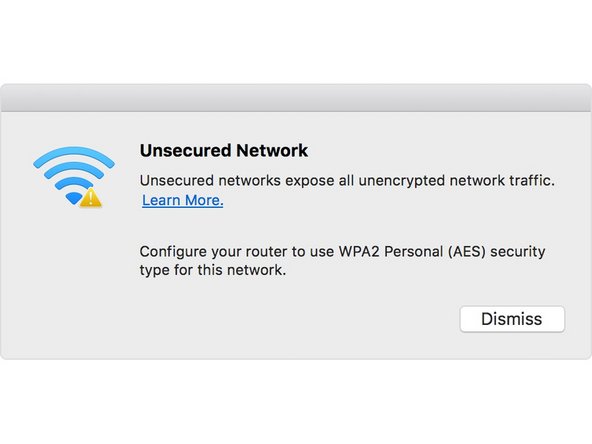 Unsecured Network
Unsecured networks expose all unencrypted network traffic.
Learn More.
Configure your router to use WPA2 Personal (AES) security
type for this network.
Dismiss